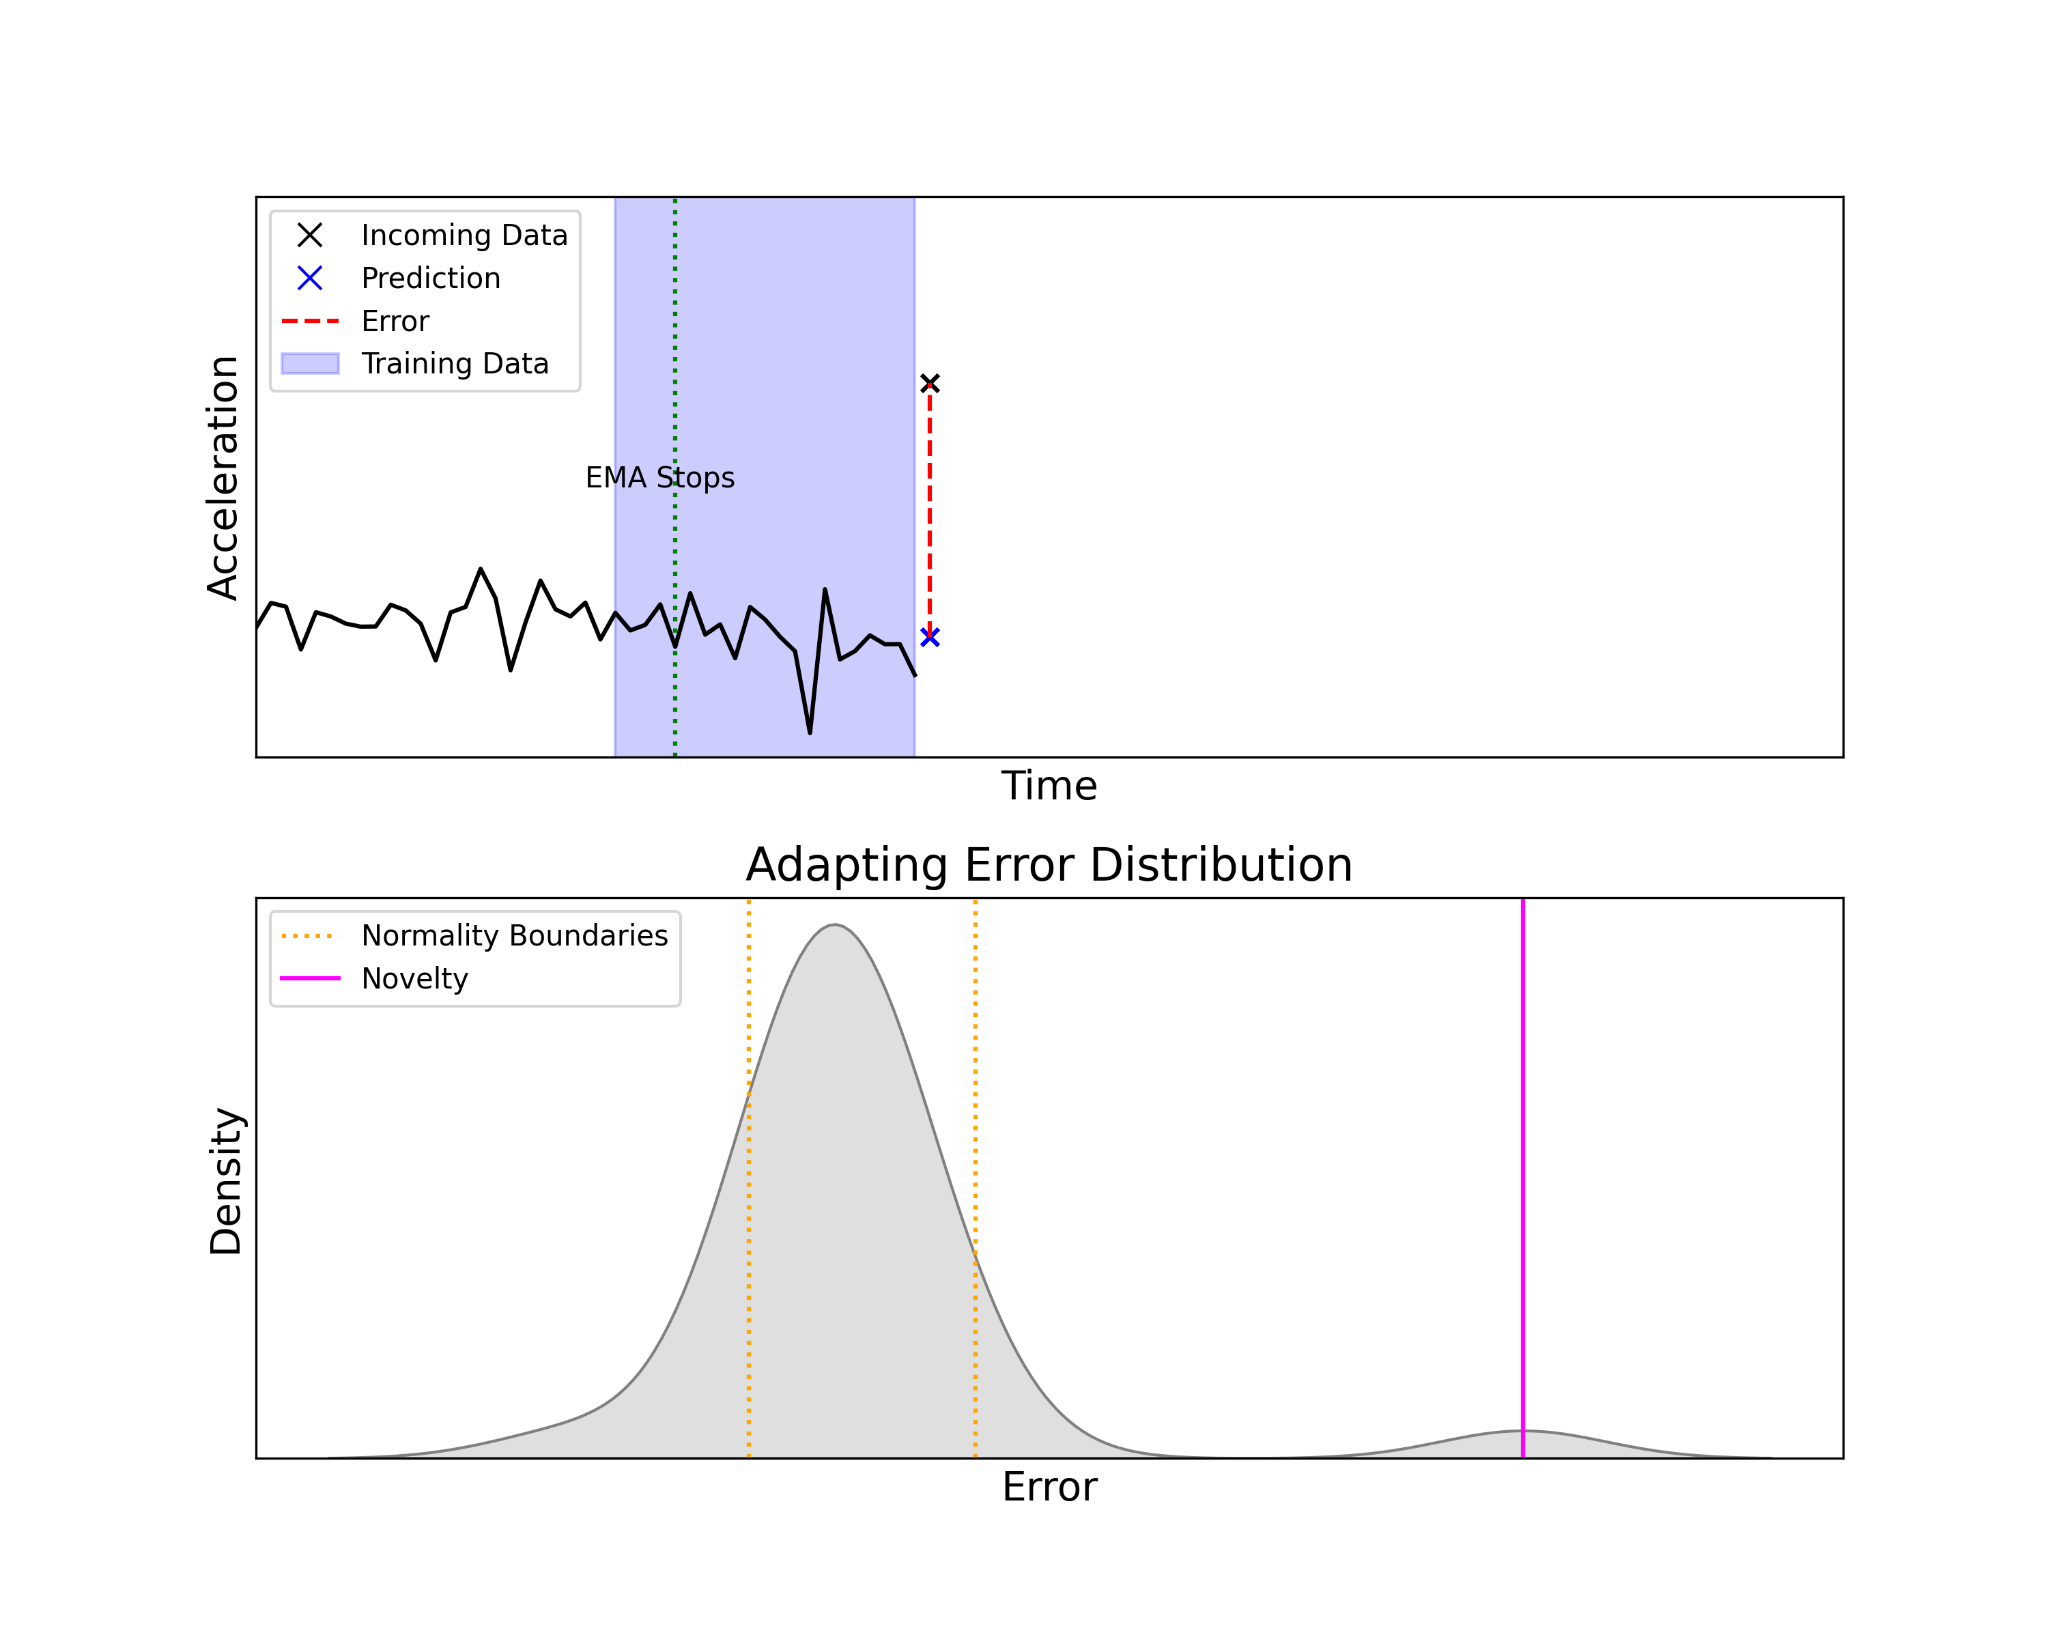 Incoming Data
Prediction
Error
Training Data
EMA Stops
Acceleration
Time
Adapting Error Distribution
Normality Boundaries
Novelty
Density
Error